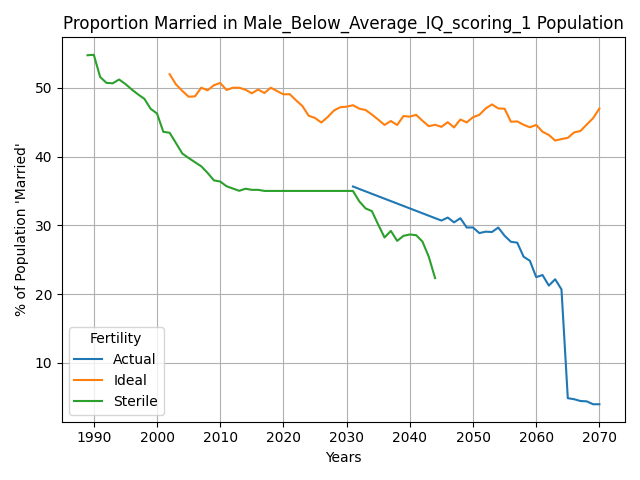 Proportion Married in Male_Below_Average_IQ_scoring_1 Population
% of Population 'Married'
50
40
30
20
10
Fertility
Actual
Ideal
Sterile
1990 2000 2010 2020 2030 2040 2050 2060 2070
Years